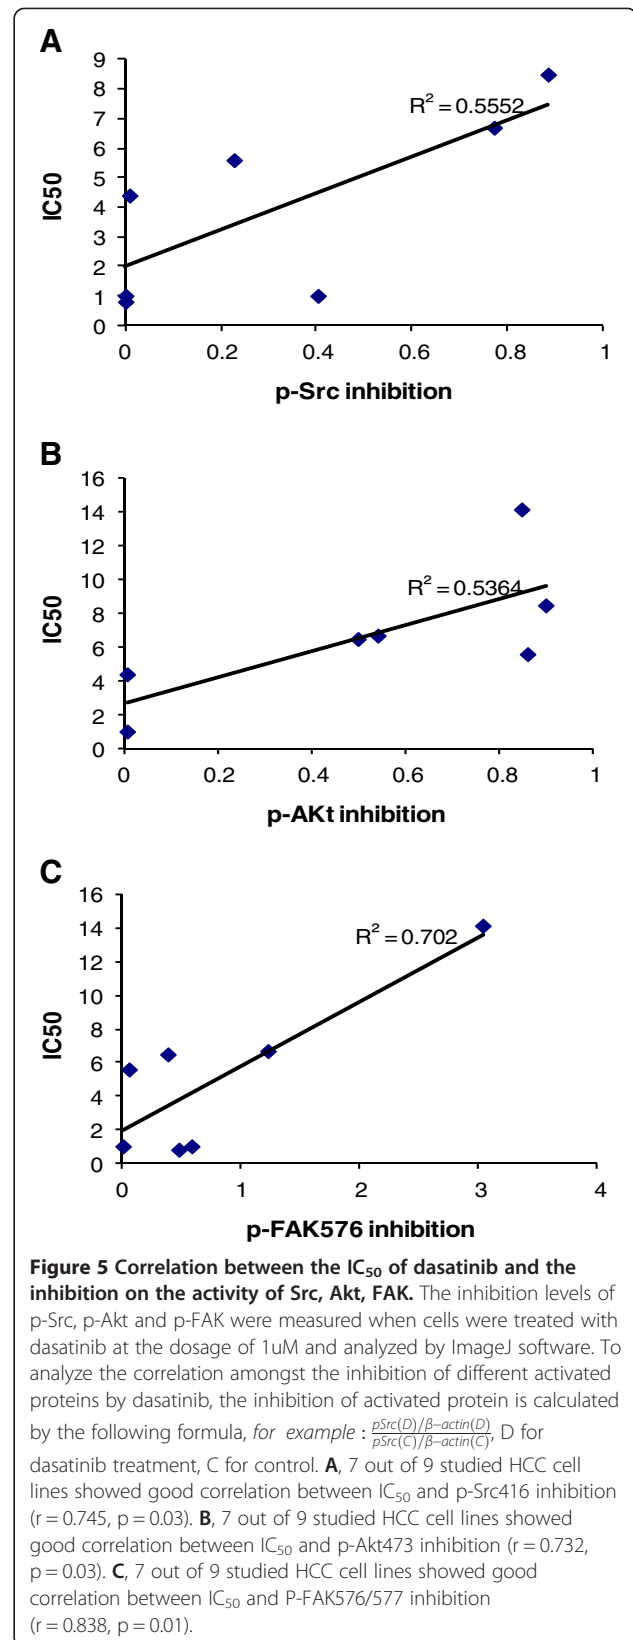 A
9
8
7
6
5
4
3
2
1
0
IC50
R² = 0.5552
0 0.2 0.4 0.6 0.8 1
p-Src inhibition
B
16
14
12
10
8
6
4
2
0
IC50
R² = 0.5364
0 0.2 0.4 0.6 0.8 1
p-AKt inhibition
C
16
14
12
10
8
6
4
2
0
IC50
R² = 0.702
0 1 2 3 4
p-FAK576 inhibition
Figure 5 Correlation between the IC₅₀ of dasatinib and the
inhibition on the activity of Src, Akt, FAK. The inhibition levels of
p-Src, p-Akt and p-FAK were measured when cells were treated with
dasatinib at the dosage of 1uM and analyzed by ImageJ software. To
analyze the correlation amongst the inhibition of different activated
proteins by dasatinib, the inhibition of activated protein is calculated
by the following formula, for example : pSrc(D)/β−actin(D) / pSrc(C)/β−actin(C), D for
dasatinib treatment, C for control. A, 7 out of 9 studied HCC cell
lines showed good correlation between IC₅₀ and p-Src416 inhibition
(r = 0.745, p = 0.03). B, 7 out of 9 studied HCC cell lines showed
good correlation between IC₅₀ and p-Akt473 inhibition (r = 0.732,
p = 0.03). C, 7 out of 9 studied HCC cell lines showed good
correlation between IC₅₀ and P-FAK576/577 inhibition
(r = 0.838, p = 0.01).